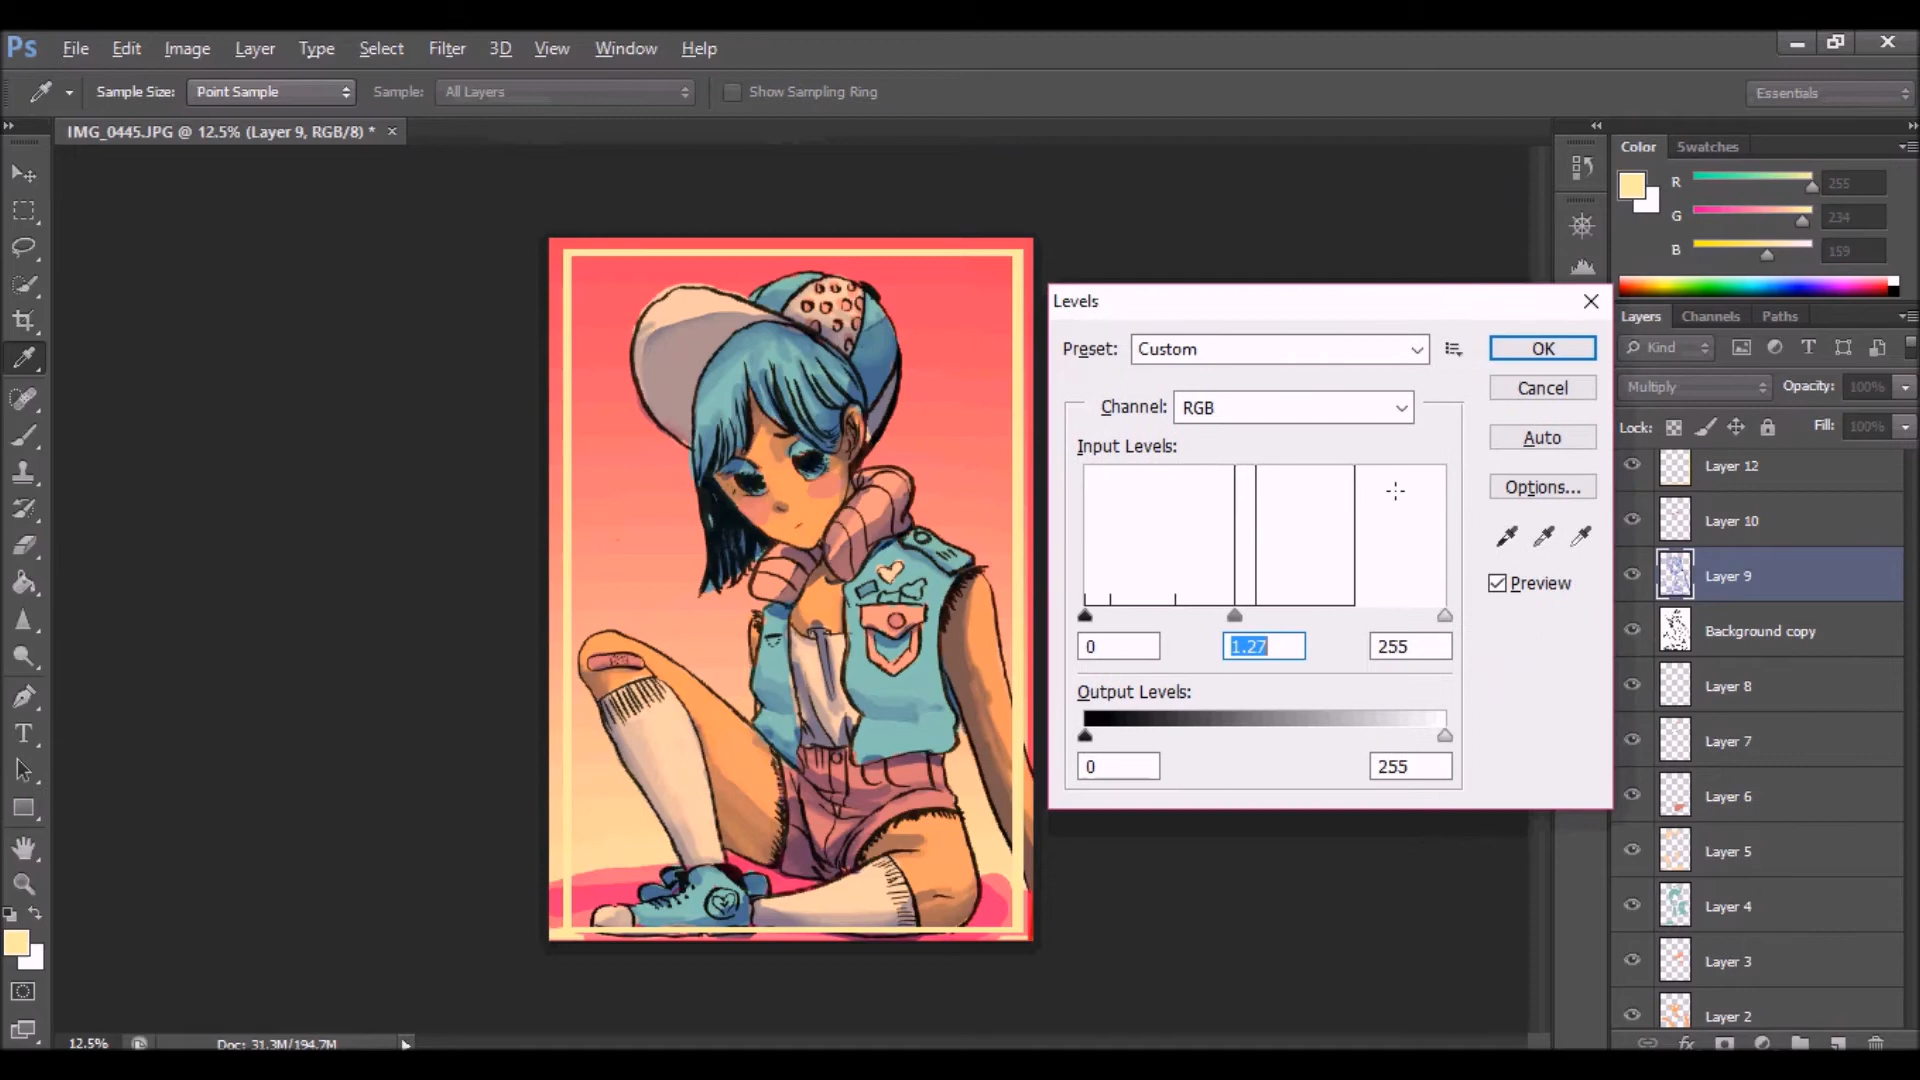 Ps File Edit Image Layer Type Select Filter 3D View Window Help
Sample Size: Point Sample Sample: All Layers Show Sampling Ring Essentials
IMG_0445.JPG @ 12.5% (Layer 9, RGB/8) * ×
Color Swatches
R 255
G 234
B 159
Levels
Preset: Custom
OK
Cancel
Channel: RGB
Auto
Input Levels:
Options...
Preview
0 1.27 255
Output Levels:
0 255
Layers Channels Paths
Kind T
Multiply Opacity: 100%
Lock: Fill: 100%
Layer 12
Layer 10
Layer 9
Background copy
Layer 8
Layer 7
Layer 6
Layer 5
Layer 4
Layer 3
Layer 2
fx
T
12.5% Doc: 31.3M/194.7M